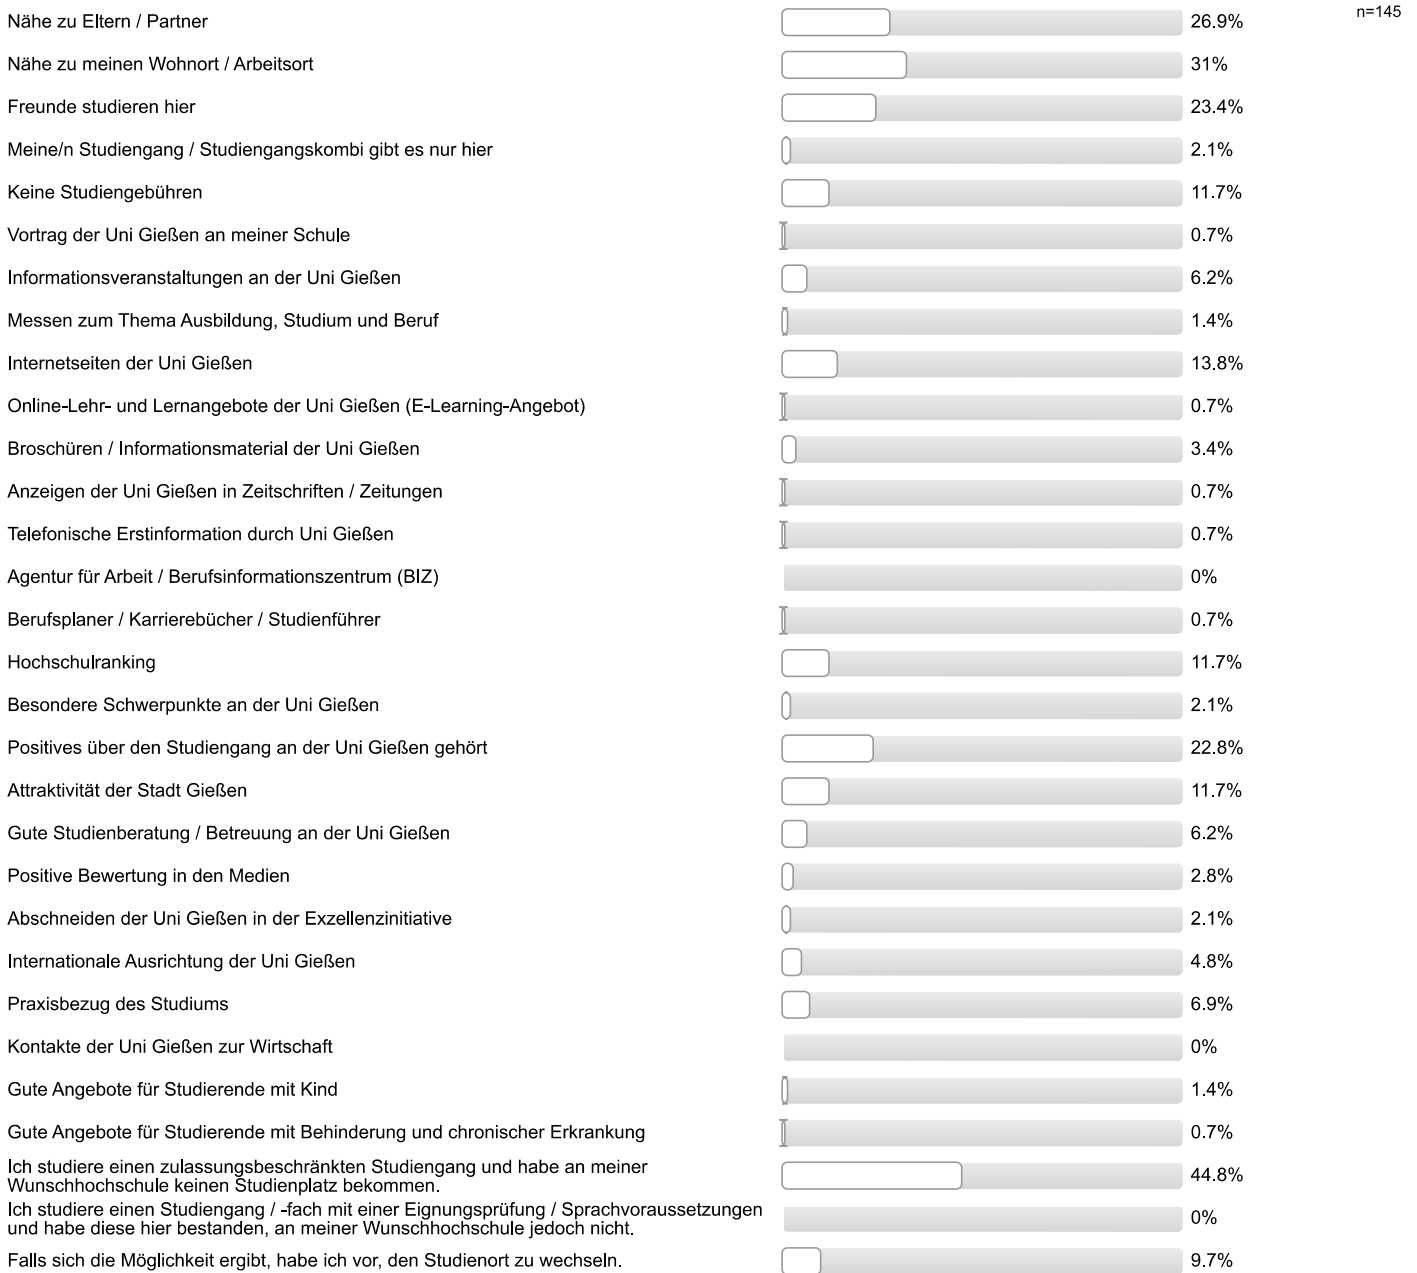 Nähe zu Eltern / Partner 26.9% n=145
Nähe zu meinen Wohnort / Arbeitsort 31%
Freunde studieren hier 23.4%
Meine/n Studiengang / Studiengangskombi gibt es nur hier 2.1%
Keine Studiengebühren 11.7%
Vortrag der Uni Gießen an meiner Schule 0.7%
Informationsveranstaltungen an der Uni Gießen 6.2%
Messen zum Thema Ausbildung, Studium und Beruf 1.4%
Internetseiten der Uni Gießen 13.8%
Online-Lehr- und Lernangebote der Uni Gießen (E-Learning-Angebot) 0.7%
Broschüren / Informationsmaterial der Uni Gießen 3.4%
Anzeigen der Uni Gießen in Zeitschriften / Zeitungen 0.7%
Telefonische Erstinformation durch Uni Gießen 0.7%
Agentur für Arbeit / Berufsinformationszentrum (BIZ) 0%
Berufsplaner / Karrierebücher / Studienführer 0.7%
Hochschulranking 11.7%
Besondere Schwerpunkte an der Uni Gießen 2.1%
Positives über den Studiengang an der Uni Gießen gehört 22.8%
Attraktivität der Stadt Gießen 11.7%
Gute Studienberatung / Betreuung an der Uni Gießen 6.2%
Positive Bewertung in den Medien 2.8%
Abschneiden der Uni Gießen in der Exzellenzinitiative 2.1%
Internationale Ausrichtung der Uni Gießen 4.8%
Praxisbezug des Studiums 6.9%
Kontakte der Uni Gießen zur Wirtschaft 0%
Gute Angebote für Studierende mit Kind 1.4%
Gute Angebote für Studierende mit Behinderung und chronischer Erkrankung 0.7%
Ich studiere einen zulassungsbeschränkten Studiengang und habe an meiner
Wunschhochschule keinen Studienplatz bekommen. 44.8%
Ich studiere einen Studiengang / -fach mit einer Eignungsprüfung / Sprachvoraussetzungen
und habe diese hier bestanden, an meiner Wunschhochschule jedoch nicht. 0%
Falls sich die Möglichkeit ergibt, habe ich vor, den Studienort zu wechseln. 9.7%